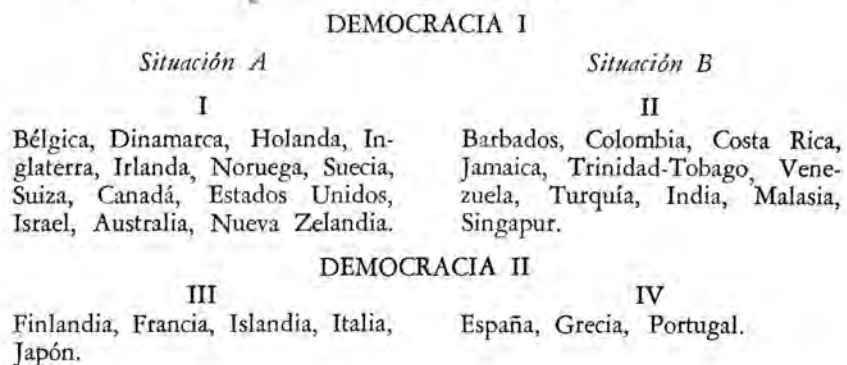 DEMOCRACIA I
Situación A
Situación B
I
Bélgica, Dinamarca, Holanda, In-
glaterra, Irlanda, Noruega, Suecia,
Suiza, Canadá, Estados Unidos,
Israel, Australia, Nueva Zelandia.
II
Barbados, Colombia, Costa Rica,
Jamaica, Trinidad-Tobago, Vene-
zuela, Turquía, India, Malasia,
Singapur.
DEMOCRACIA II
III
Finlandia, Francia, Islandia, Italia,
Japón.
IV
España, Grecia, Portugal.